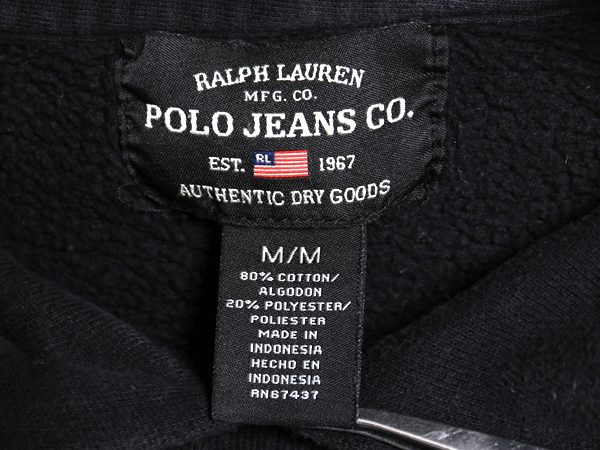 RALPH LAUREN
MFG. CO.
POLO JEANS CO.
EST. RL 1967
AUTHENTIC DRY GOODS
M/M
80% COTTON/
ALGODON
20% POLYESTER/
POLIESTER
MADE IN
INDONESIA
HECHO EN
INDONESIA
RN67437